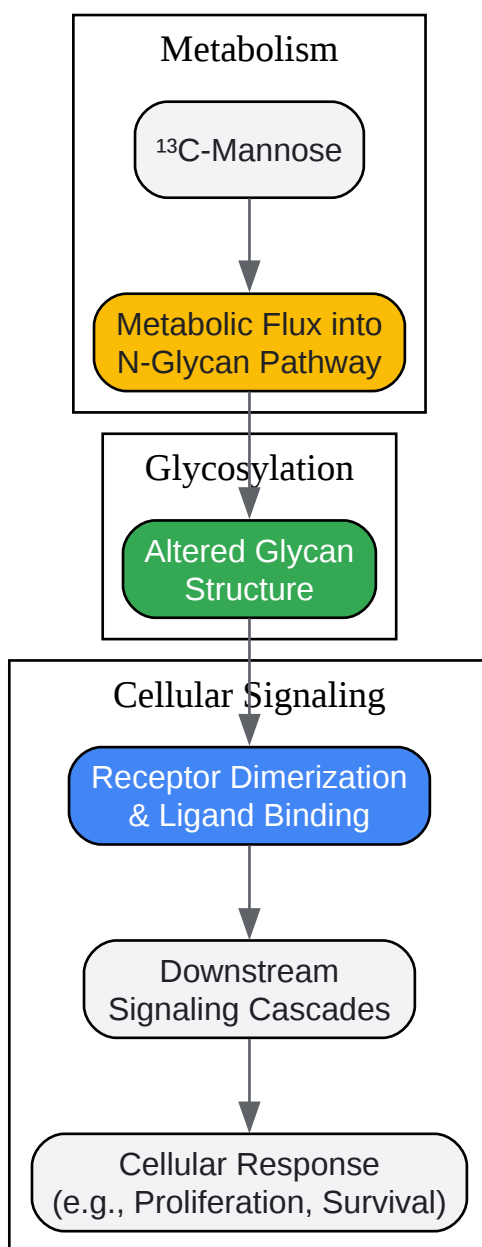 Metabolism
¹³C-Mannose
Metabolic Flux into
N-Glycan Pathway
Glycosylation
Altered Glycan
Structure
Cellular Signaling
Receptor Dimerization
& Ligand Binding
Downstream
Signaling Cascades
Cellular Response
(e.g., Proliferation, Survival)